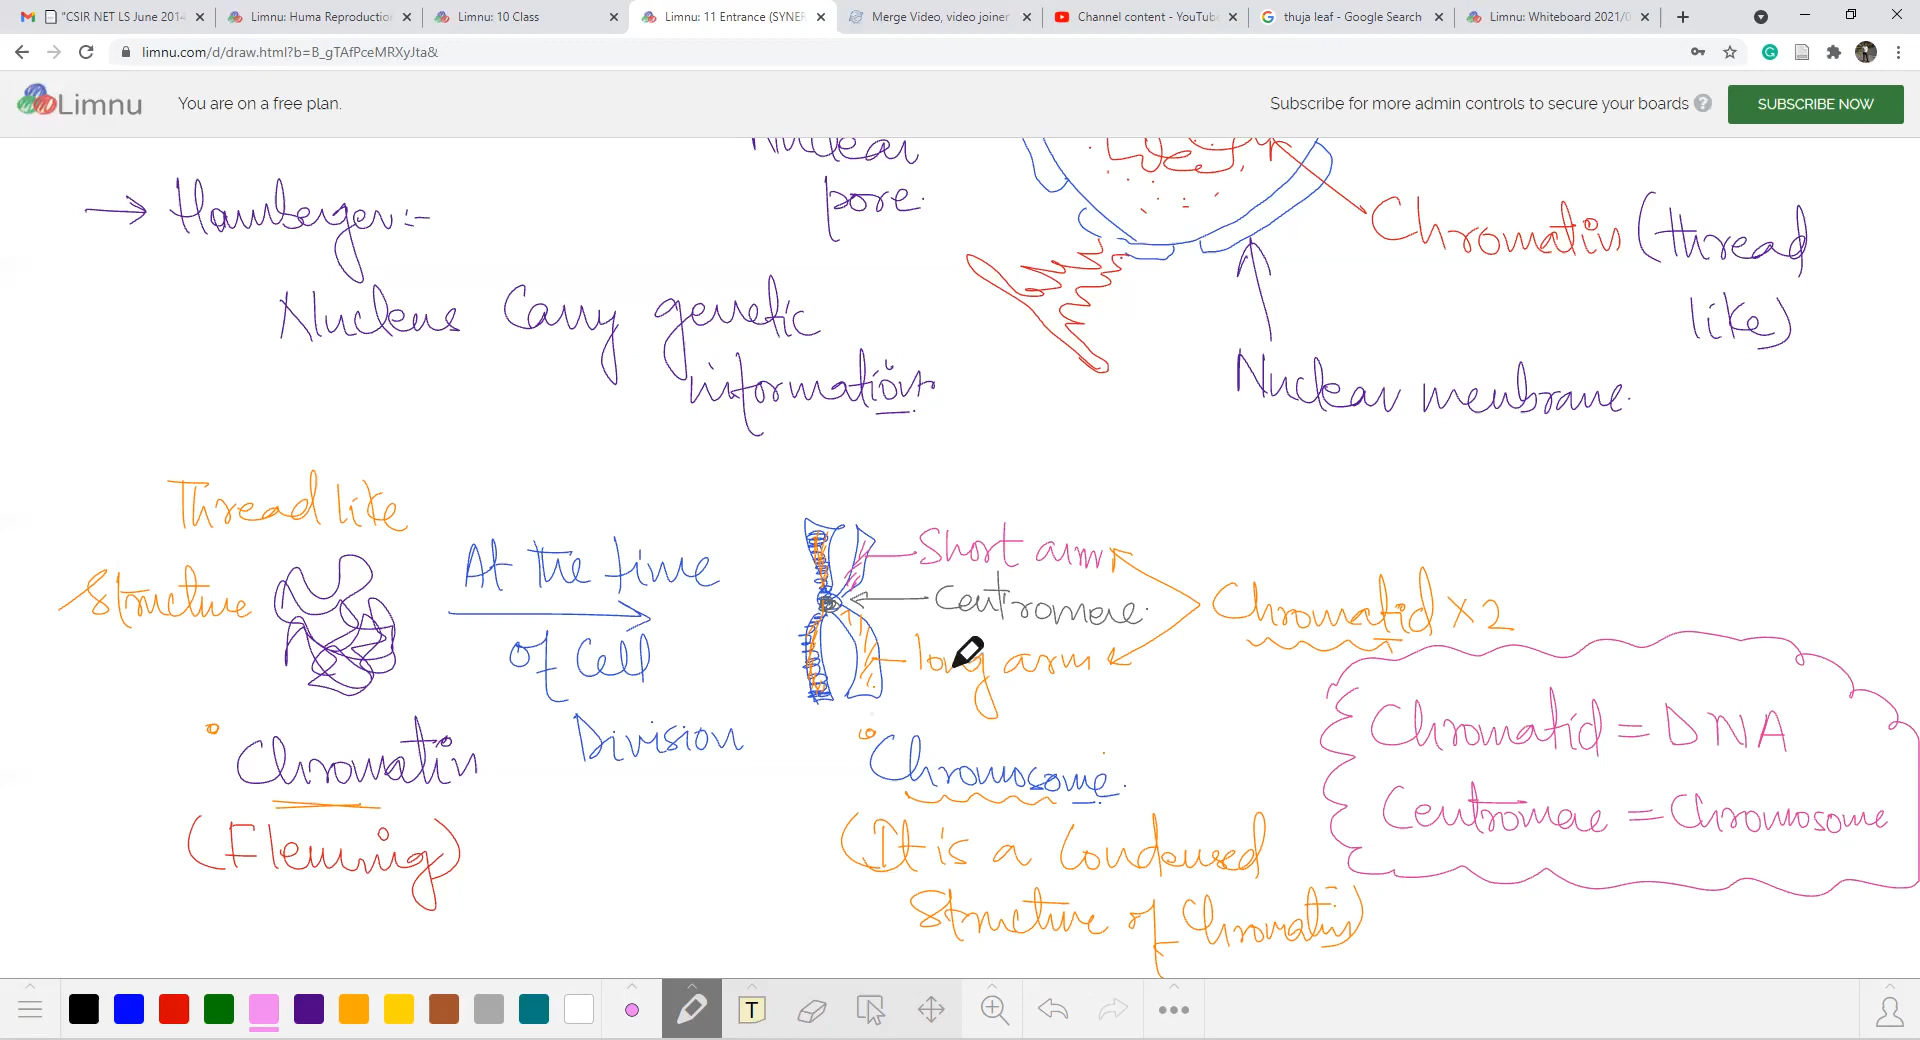 "CSIR NET LS June 2014
Limnu: Huma Reproductio
Limnu: 10 Class
Limnu: 11 Entrance (SYNER
Merge Video, video joiner
Channel content - YouTub
thuja leaf - Google Search
Limnu: Whiteboard 2021/0
limnu.com/d/draw.html?b=B_gTAfPceMRXyJta&
Limnu
You are on a free plan.
Subscribe for more admin controls to secure your boards ?
SUBSCRIBE NOW
Nuclear
pore.
→ Hamberger :-
Chromatin (thread
like)
Nucleus Carry genetic
information.
Nuclear membrane.
Thread like
Structure
At the time
of Cell
Division
Short arm
Centromere.
long arm
Chromatid x 2
Chromatin
(Fleming)
Chromosome.
(It is a Condensed
Structure of Chromatin)
Chromatid = DNA
Centromere = Chromosome
T